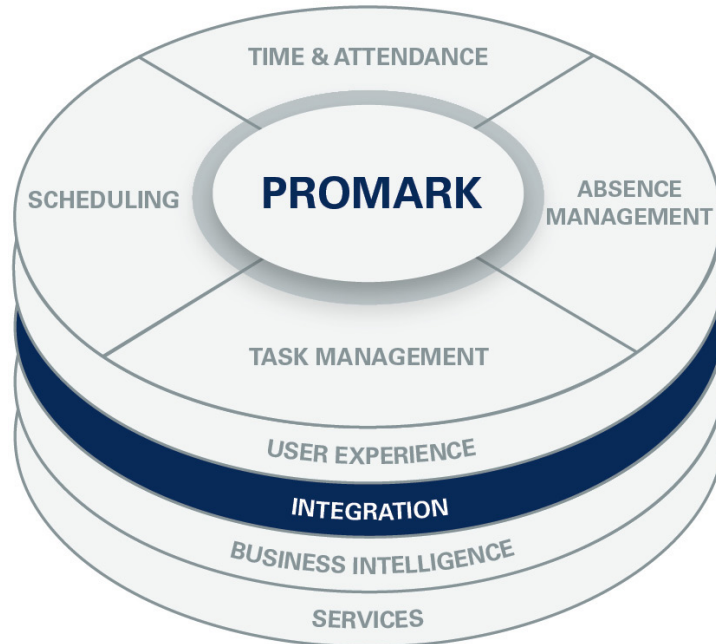 TIME & ATTENDANCE
SCHEDULING
PROMARK
ABSENCE
MANAGEMENT
TASK MANAGEMENT
USER EXPERIENCE
INTEGRATION
BUSINESS INTELLIGENCE
SERVICES